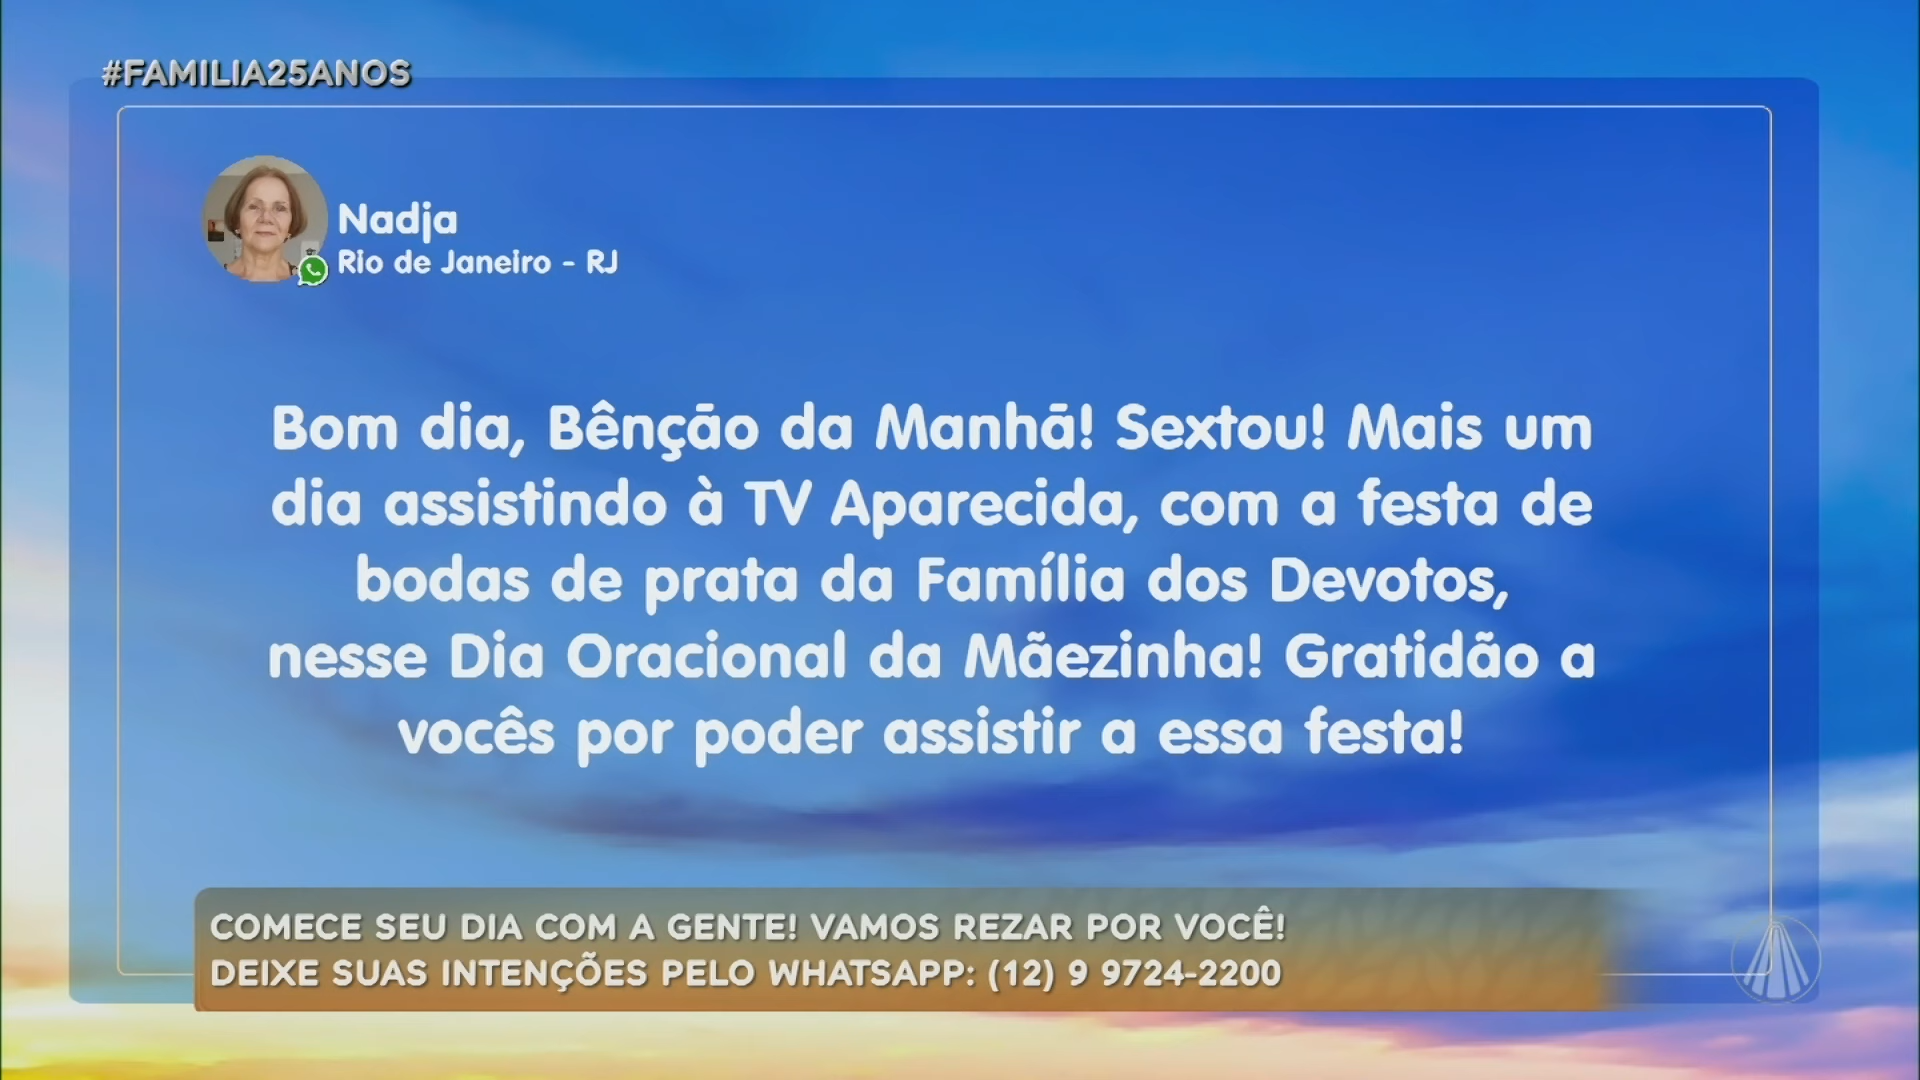 #FAMILIA25ANOS
Nadja
Rio de Janeiro - RJ
Bom dia, Bênção da Manhã! Sextou! Mais um
dia assistindo à TV Aparecida, com a festa de
bodas de prata da Família dos Devotos,
nesse Dia Oracional da Mãezinha! Gratidão a
vocês por poder assistir a essa festa!
COMECE SEU DIA COM A GENTE! VAMOS REZAR POR VOCÊ!
DEIXE SUAS INTENÇÕES PELO WHATSAPP: (12) 9 9724-2200